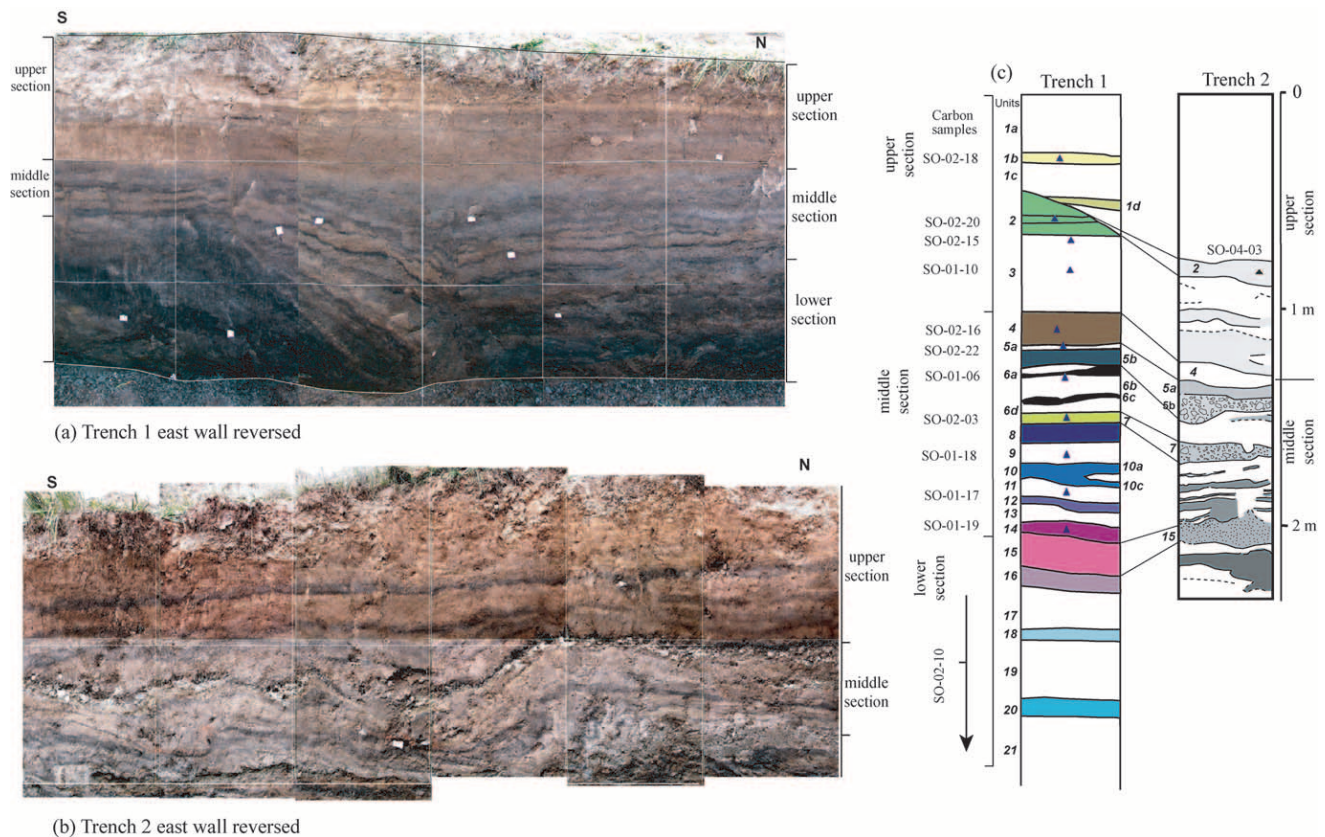 S
N
upper
section
middle
section
upper
section
middle
section
lower
section
(a) Trench 1 east wall reversed
S
N
upper
section
middle
section
(b) Trench 2 east wall reversed
(c)
Trench 1
Trench 2
Carbon
samples
Units
upper
section
middle
section
lower
section
SO-02-18
SO-02-20
SO-02-15
SO-01-10
SO-02-16
SO-02-22
SO-01-06
SO-02-03
SO-01-18
SO-01-17
SO-01-19
SO-02-10
1a
1b
1c
1d
2
3
4
5a
5b
6a
6b
6c
6d
7
8
9
10
10a
10c
11
12
13
14
15
16
17
18
19
20
21
SO-04-03
2
4
5a
5b
7
15
0
1 m
2 m
upper
section
middle
section